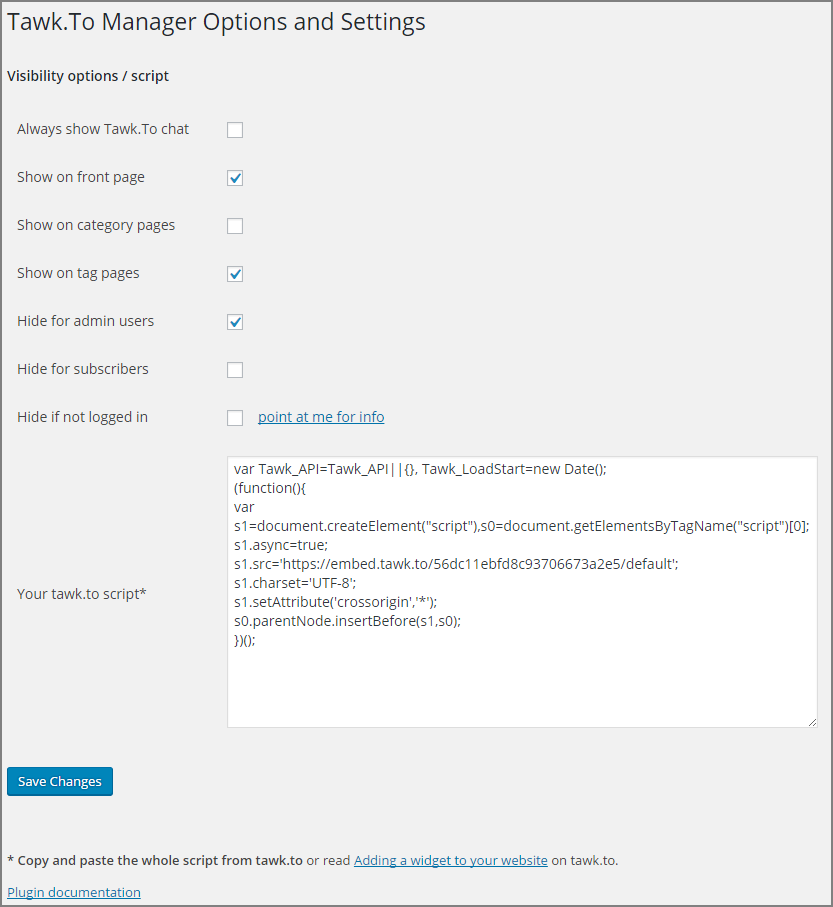 Tawk.To Manager Options and Settings
Visibility options / script
Always show Tawk.To chat
Show on front page
Show on category pages
Show on tag pages
Hide for admin users
Hide for subscribers
Hide if not logged in
point at me for info
Your tawk.to script*
var Tawk_API=Tawk_API||{}, Tawk_LoadStart=new Date();
(function(){
var
s1=document.createElement("script"),s0=document.getElementsByTagName("script")[0];
s1.async=true;
s1.src='https://embed.tawk.to/56dc11ebfd8c93706673a2e5/default';
s1.charset='UTF-8';
s1.setAttribute('crossorigin','*');
s0.parentNode.insertBefore(s1,s0);
})();
Save Changes
* Copy and paste the whole script from tawk.to or read Adding a widget to your website on tawk.to.
Plugin documentation